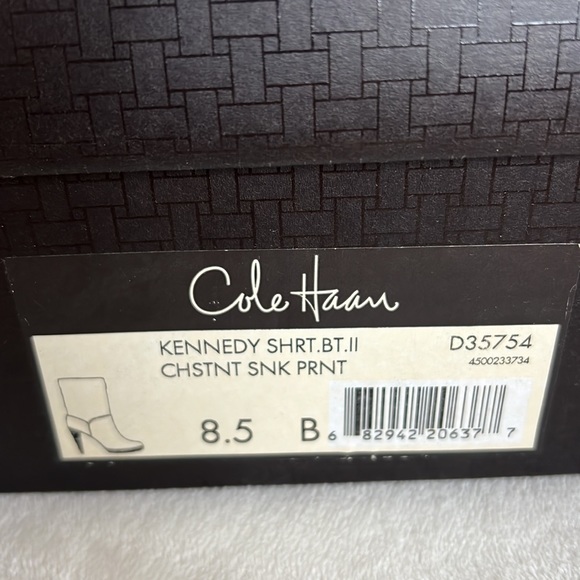 Cole Haan
KENNEDY SHRT.BT.II D35754
CHSTNT SNK PRNT 4500233734
8.5 B
6 82942 20637 7